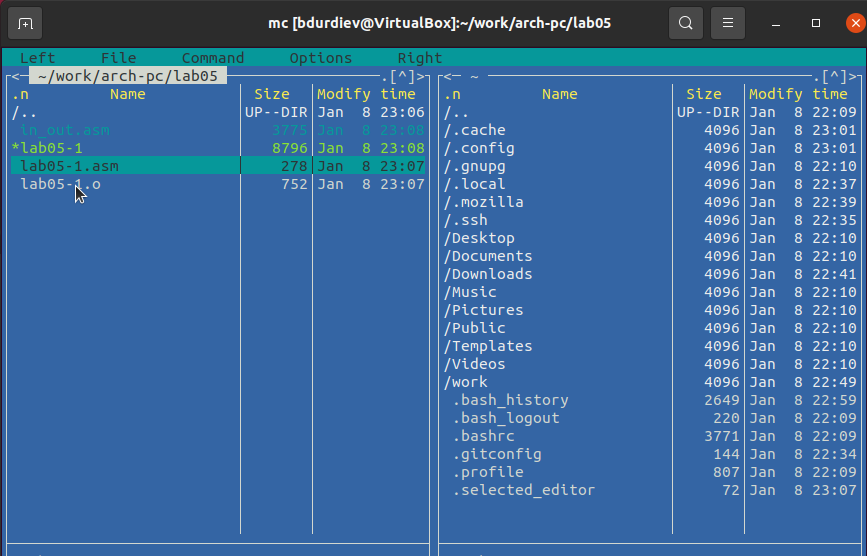 mc [bdurdiev@VirtualBox]:~/work/arch-pc/lab05
Left File Command Options Right
<─ ~/work/arch-pc/lab05 ─.[^]>
.n Name Size Modify time
/.. UP--DIR Jan 8 23:06
in_out.asm 3775 Jan 8 23:08
*lab05-1 8796 Jan 8 23:08
lab05-1.asm 278 Jan 8 23:07
lab05-1.o 752 Jan 8 23:07
<─ ~ ─.[^]>
.n Name Size Modify time
/.. UP--DIR Jan 8 22:09
/.cache 4096 Jan 8 23:01
/.config 4096 Jan 8 23:01
/.gnupg 4096 Jan 8 22:10
/.local 4096 Jan 8 22:37
/.mozilla 4096 Jan 8 22:39
/.ssh 4096 Jan 8 22:35
/Desktop 4096 Jan 8 22:10
/Documents 4096 Jan 8 22:10
/Downloads 4096 Jan 8 22:41
/Music 4096 Jan 8 22:10
/Pictures 4096 Jan 8 22:10
/Public 4096 Jan 8 22:10
/Templates 4096 Jan 8 22:10
/Videos 4096 Jan 8 22:10
/work 4096 Jan 8 22:49
.bash_history 2649 Jan 8 22:59
.bash_logout 220 Jan 8 22:09
.bashrc 3771 Jan 8 22:09
.gitconfig 144 Jan 8 22:34
.profile 807 Jan 8 22:09
.selected_editor 72 Jan 8 23:07